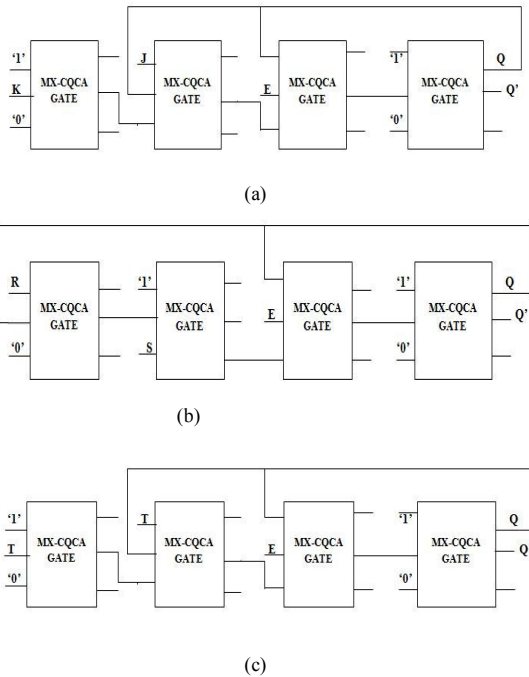 '1'
K
'0'
MX-CQCA
GATE
J
MX-CQCA
GATE
E
MX-CQCA
GATE
'1'
'0'
MX-CQCA
GATE
Q
Q'
(a)
R
'0'
MX-CQCA
GATE
'1'
S
MX-CQCA
GATE
E
MX-CQCA
GATE
'1'
'0'
MX-CQCA
GATE
Q
Q'
(b)
'1'
T
'0'
MX-CQCA
GATE
T
MX-CQCA
GATE
E
MX-CQCA
GATE
'1'
'0'
MX-CQCA
GATE
Q
Q
(c)